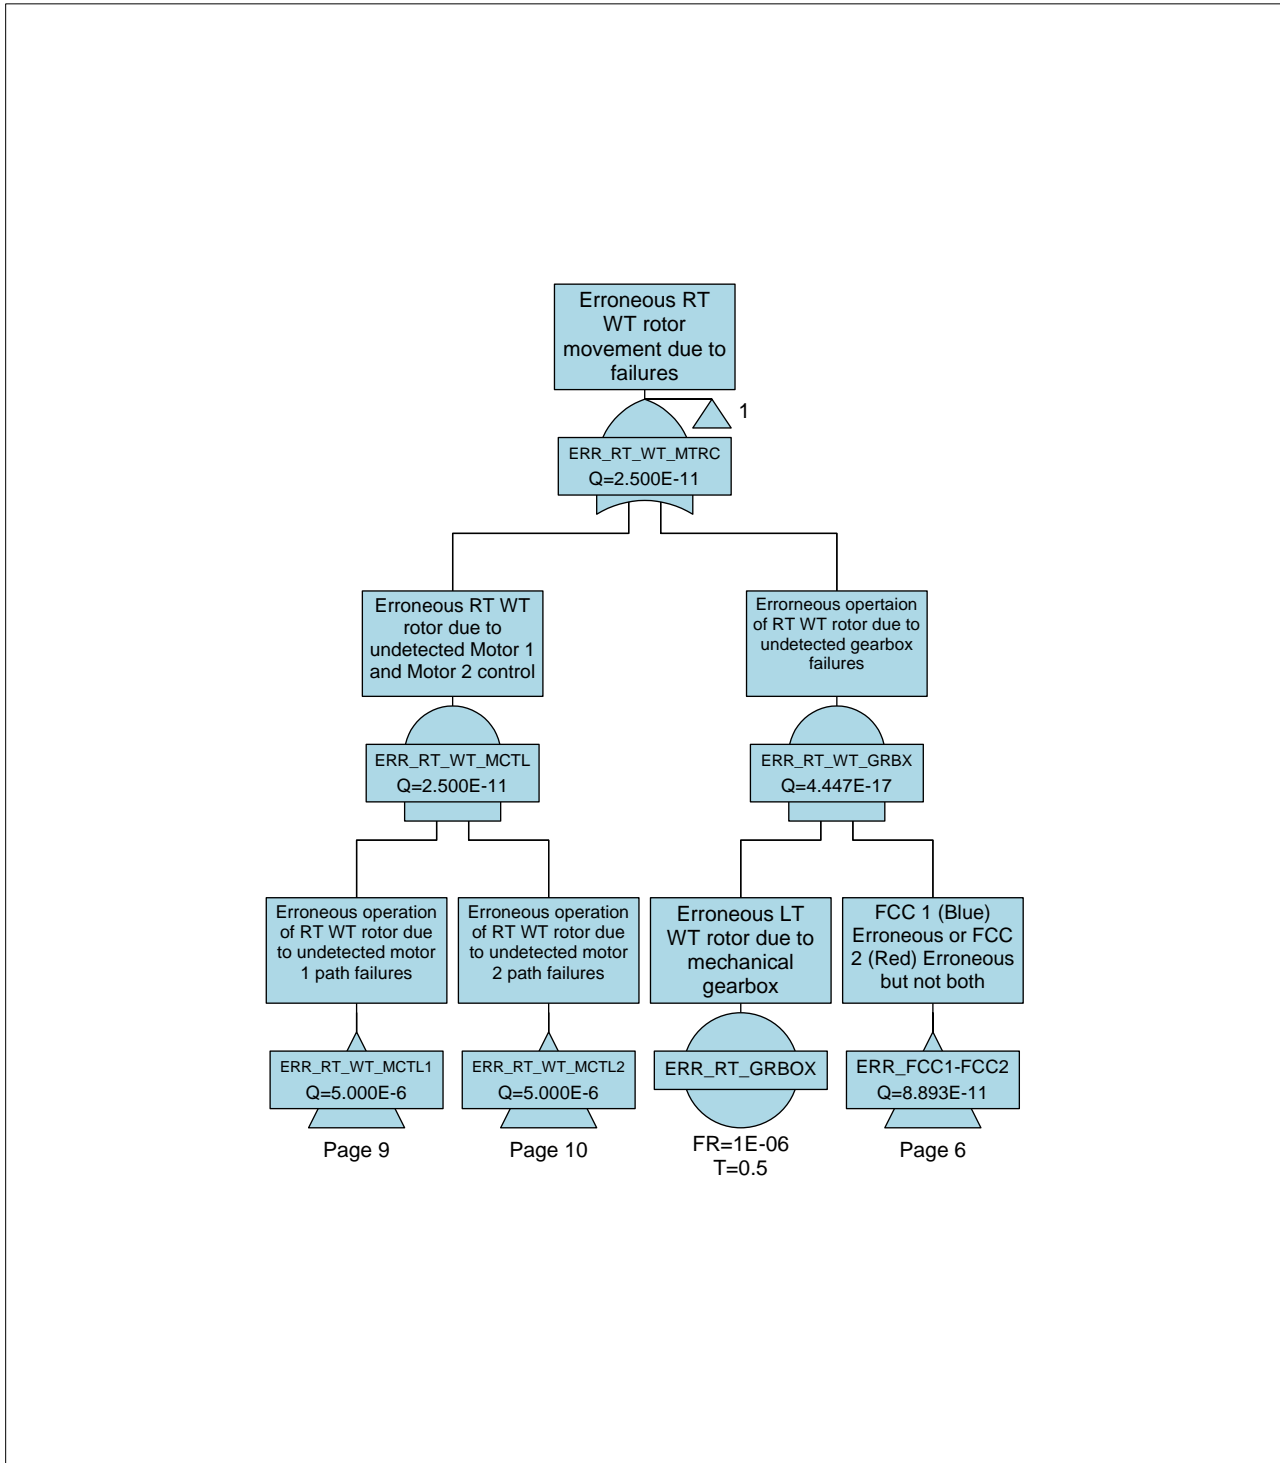 Erroneous RT
WT rotor
movement due to
failures
1
ERR_RT_WT_MTRC
Q=2.500E-11
Erroneous RT WT
rotor due to
undetected Motor 1
and Motor 2 control
ERR_RT_WT_MCTL
Q=2.500E-11
Errorneous opertaion
of RT WT rotor due to
undetected gearbox
failures
ERR_RT_WT_GRBX
Q=4.447E-17
Erroneous operation
of RT WT rotor due
to undetected motor
1 path failures
ERR_RT_WT_MCTL1
Q=5.000E-6
Page 9
Erroneous operation
of RT WT rotor due
to undetected motor
2 path failures
ERR_RT_WT_MCTL2
Q=5.000E-6
Page 10
Erroneous LT
WT rotor due to
mechanical
gearbox
ERR_RT_GRBOX
FR=1E-06
T=0.5
FCC 1 (Blue)
Erroneous or FCC
2 (Red) Erroneous
but not both
ERR_FCC1-FCC2
Q=8.893E-11
Page 6